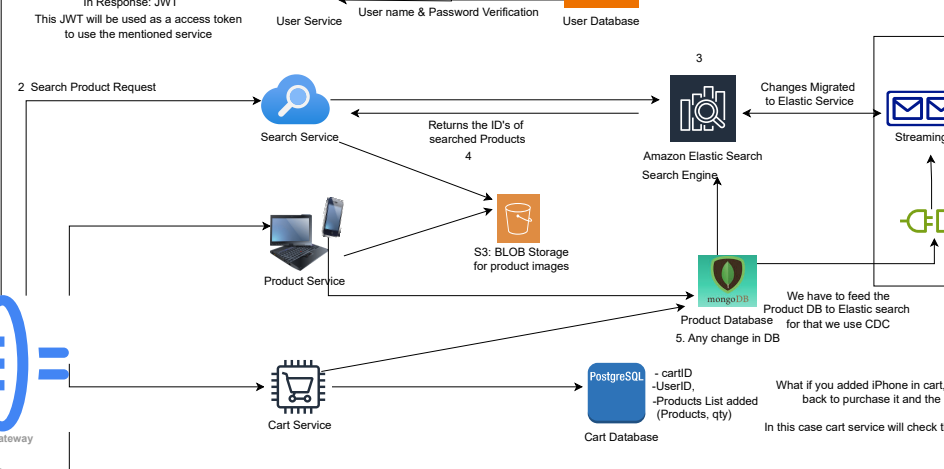 In Response: JWT
This JWT will be used as a access token
to use the mentioned service
User Service
User name & Password Verification
User Database
2 Search Product Request
Search Service
Returns the ID's of
searched Products
4
3
Amazon Elastic Search
Search Engine
Changes Migrated
to Elastic Service
Streaming
S3: BLOB Storage
for product images
Product Service
mongoDB
Product Database
5. Any change in DB
We have to feed the
Product DB to Elastic search
for that we use CDC
Cart Service
PostgreSQL
- cartID
-UserID,
-Products List added
(Products, qty)
Cart Database
What if you added iPhone in cart,
back to purchase it and the
In this case cart service will check t
ateway